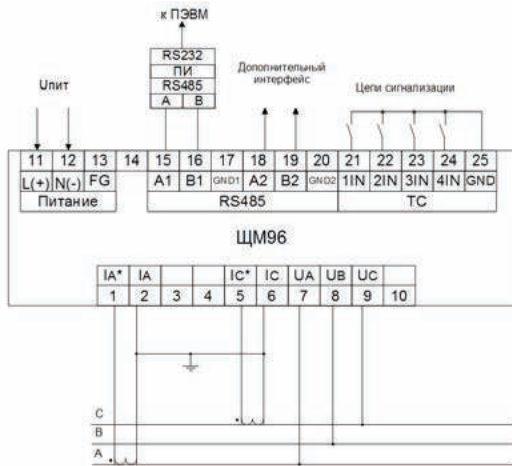 к ПЭВМ
RS232
ПИ
RS485
A B
Uпит
Дополнительный
интерфейс
Цепи сигнализации
11 12 13 14 15 16 17 18 19 20 21 22 23 24 25
L(+) N(-) FG A1 B1 GND1 A2 B2 GND2 1IN 2IN 3IN 4IN GND
Питание RS485 ТС
ЩМ96
IA* IA IC* IC UA UB UC
1 2 3 4 5 6 7 8 9 10
C
B
A